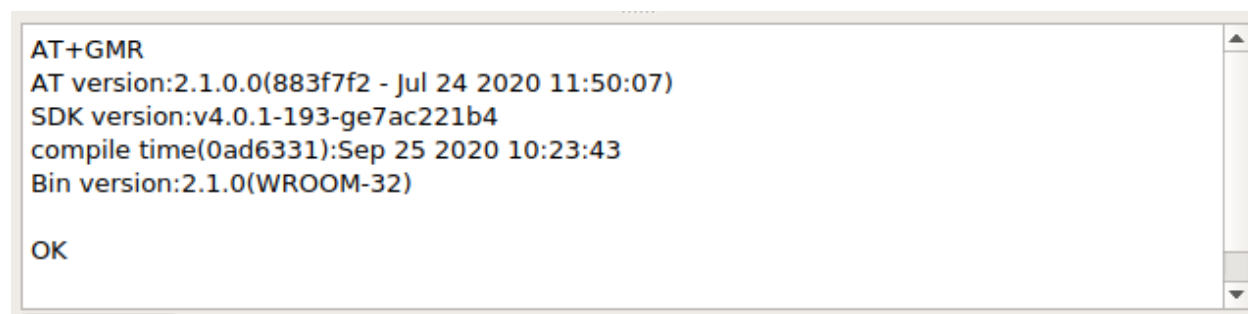 AT+GMR
AT version:2.1.0.0(883f7f2 - Jul 24 2020 11:50:07)
SDK version:v4.0.1-193-ge7ac221b4
compile time(0ad6331):Sep 25 2020 10:23:43
Bin version:2.1.0(WROOM-32)
OK